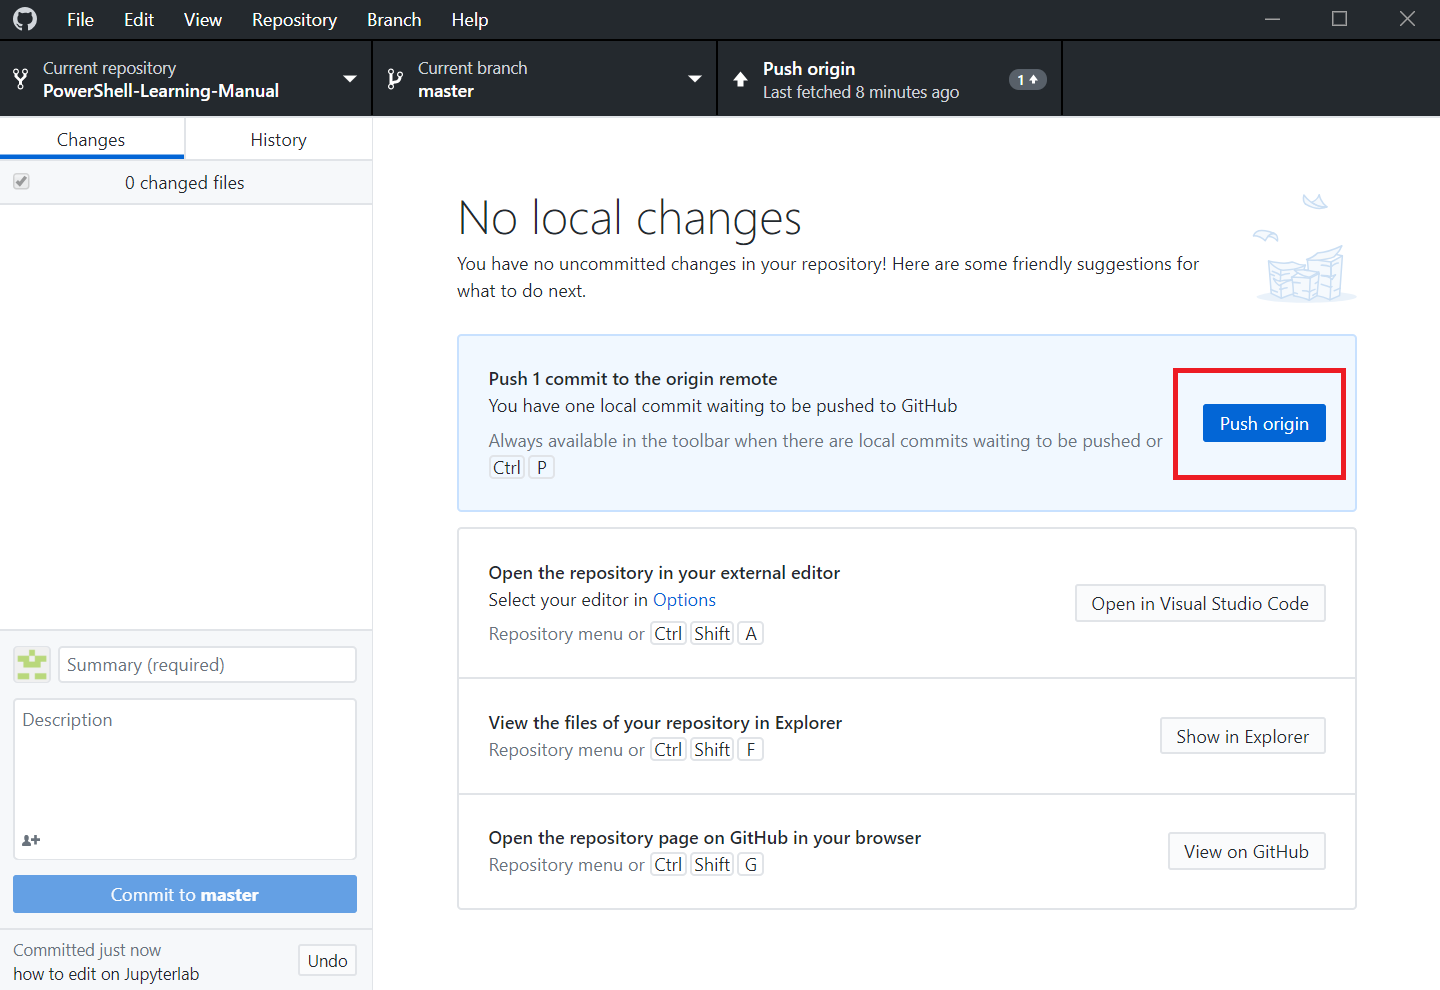 File Edit View Repository Branch Help
Current repository
PowerShell-Learning-Manual
Current branch
master
Push origin
Last fetched 8 minutes ago
1
Changes
History
0 changed files
No local changes
You have no uncommitted changes in your repository! Here are some friendly suggestions for
what to do next.
Push 1 commit to the origin remote
You have one local commit waiting to be pushed to GitHub
Always available in the toolbar when there are local commits waiting to be pushed or
Ctrl P
Push origin
Open the repository in your external editor
Select your editor in Options
Repository menu or Ctrl Shift A
Open in Visual Studio Code
View the files of your repository in Explorer
Repository menu or Ctrl Shift F
Show in Explorer
Open the repository page on GitHub in your browser
Repository menu or Ctrl Shift G
View on GitHub
Summary (required)
Description
Commit to master
Committed just now
how to edit on Jupyterlab
Undo